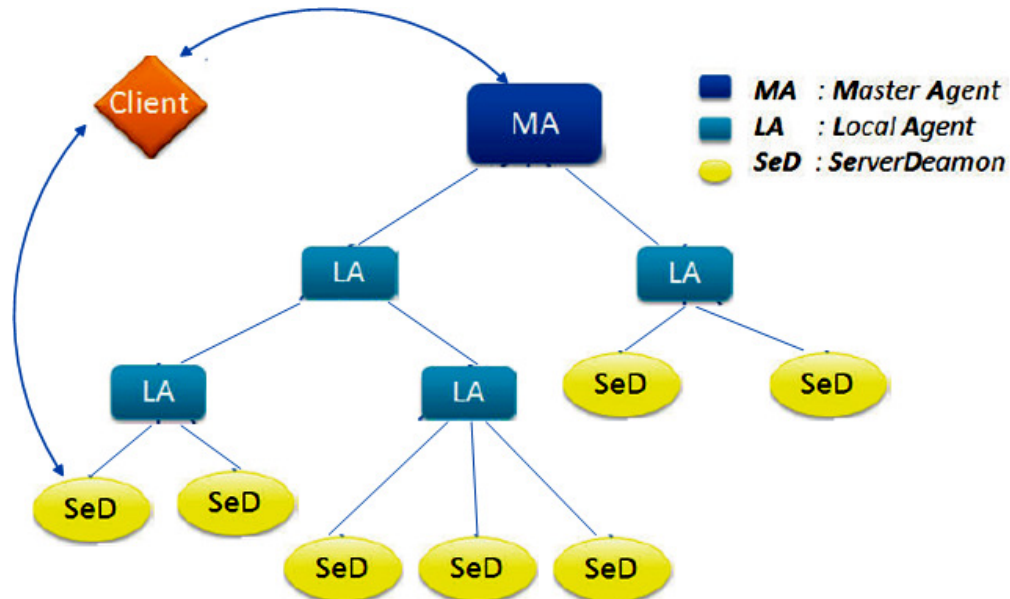 Client
MA
MA : Master Agent
LA : Local Agent
SeD : ServerDeamon
LA
LA
LA
LA
SeD
SeD
SeD
SeD
SeD
SeD
SeD